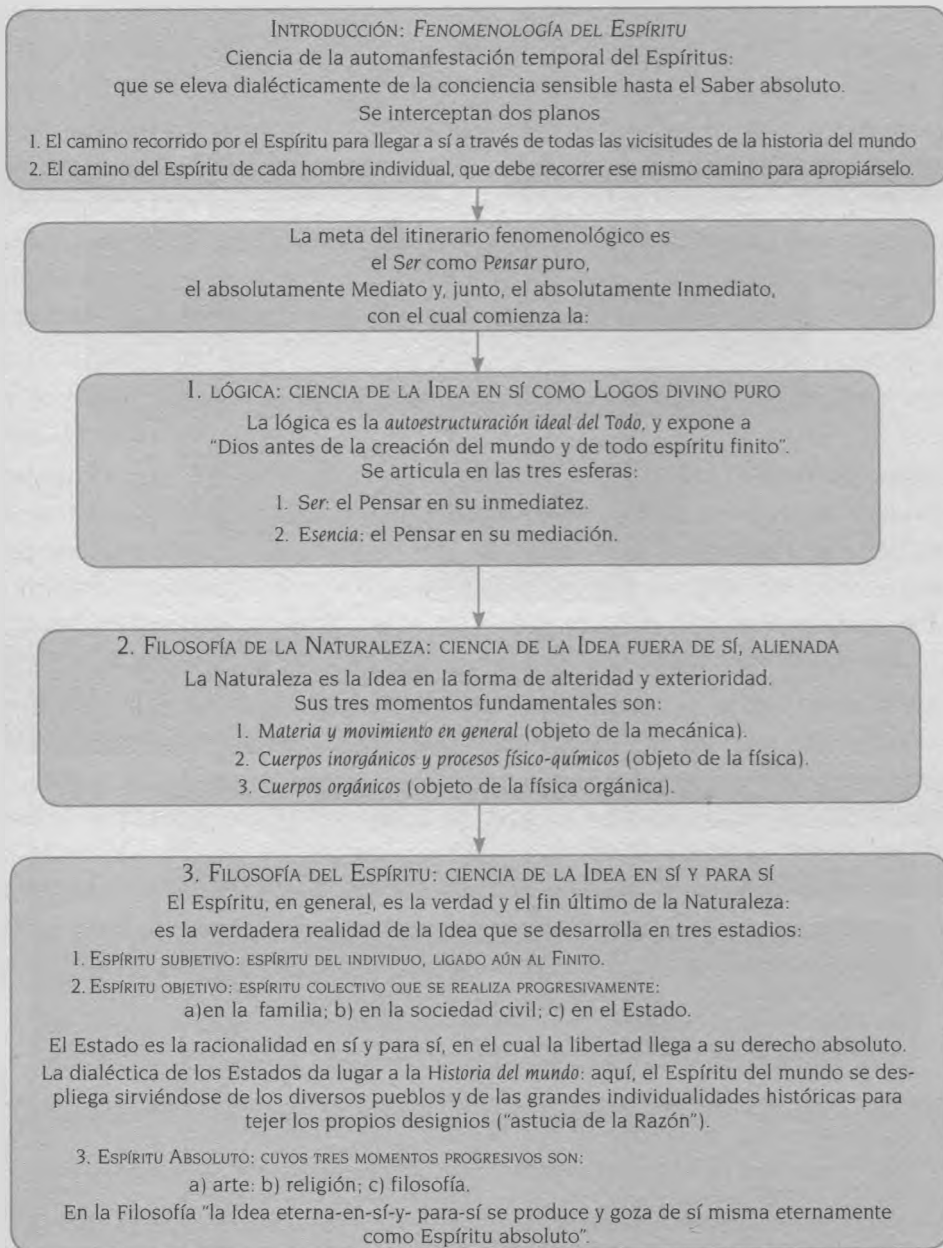 INTRODUCCIÓN: FENOMENOLOGÍA DEL ESPÍRITU
Ciencia de la automanfestación temporal del Espíritus:
que se eleva dialécticamente de la conciencia sensible hasta el Saber absoluto.
Se interceptan dos planos
1. El camino recorrido por el Espíritu para llegar a sí a través de todas las vicisitudes de la historia del mundo
2. El camino del Espíritu de cada hombre individual, que debe recorrer ese mismo camino para apropiárselo.
La meta del itinerario fenomenológico es
el Ser como Pensar puro,
el absolutamente Mediato y, junto, el absolutamente Inmediato,
con el cual comienza la:
1. LÓGICA: CIENCIA DE LA IDEA EN SÍ COMO LOGOS DIVINO PURO
La lógica es la autoestructuración ideal del Todo, y expone a
"Dios antes de la creación del mundo y de todo espíritu finito".
Se articula en las tres esferas:
1. Ser: el Pensar en su inmediatez.
2. Esencia: el Pensar en su mediación.
2. FILOSOFÍA DE LA NATURALEZA: CIENCIA DE LA IDEA FUERA DE SÍ, ALIENADA
La Naturaleza es la Idea en la forma de alteridad y exterioridad.
Sus tres momentos fundamentales son:
1. Materia y movimiento en general (objeto de la mecánica).
2. Cuerpos inorgánicos y procesos físico-químicos (objeto de la física).
3. Cuerpos orgánicos (objeto de la física orgánica).
3. FILOSOFÍA DEL ESPÍRITU: CIENCIA DE LA IDEA EN SÍ Y PARA SÍ
El Espíritu, en general, es la verdad y el fin último de la Naturaleza:
es la verdadera realidad de la Idea que se desarrolla en tres estadios:
1. ESPÍRITU SUBJETIVO: ESPÍRITU DEL INDIVIDUO, LIGADO AÚN AL FINITO.
2. ESPÍRITU OBJETIVO: ESPÍRITU COLECTIVO QUE SE REALIZA PROGRESIVAMENTE:
a)en la familia; b) en la sociedad civil; c) en el Estado.
El Estado es la racionalidad en sí y para sí, en el cual la libertad llega a su derecho absoluto.
La dialéctica de los Estados da lugar a la Historia del mundo: aquí, el Espíritu del mundo se des-
pliega sirviéndose de los diversos pueblos y de las grandes individualidades históricas para
tejer los propios designios ("astucia de la Razón").
3. ESPÍRITU ABSOLUTO: CUYOS TRES MOMENTOS PROGRESIVOS SON:
a) arte: b) religión; c) filosofía.
En la Filosofía "la Idea eterna-en-sí-y- para-sí se produce y goza de sí misma eternamente
como Espíritu absoluto".